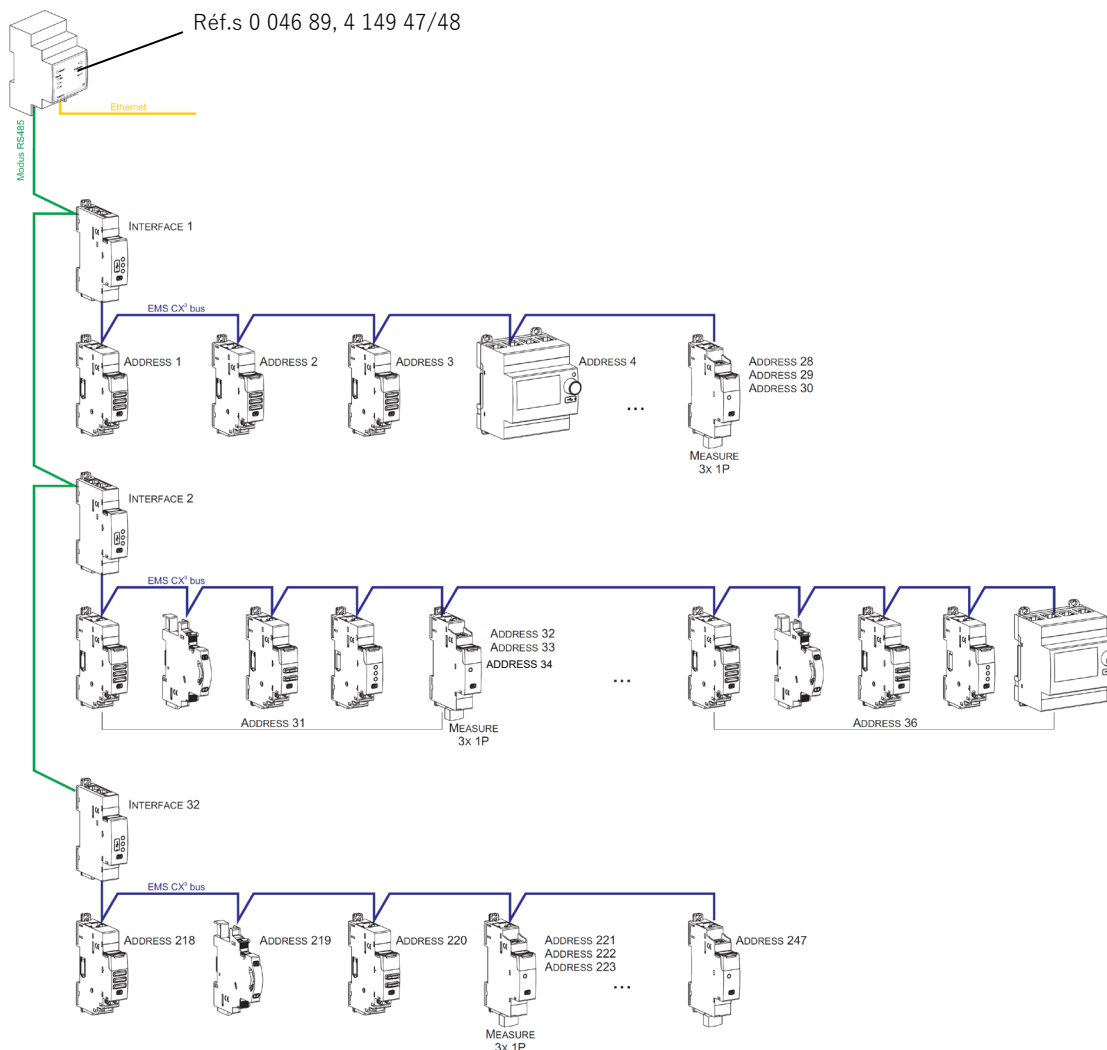 Réf.s 0 046 89, 4 149 47/48
Ethernet
Modus RS485
INTERFACE 1
EMS CX³ bus
ADDRESS 1
ADDRESS 2
ADDRESS 3
ADDRESS 4
ADDRESS 28
ADDRESS 29
ADDRESS 30
...
MEASURE
3X 1P
INTERFACE 2
EMS CX³ bus
ADDRESS 32
ADDRESS 33
ADDRESS 34
...
ADDRESS 31
ADDRESS 36
MEASURE
3X 1P
INTERFACE 32
EMS CX³ bus
ADDRESS 218
ADDRESS 219
ADDRESS 220
ADDRESS 221
ADDRESS 222
ADDRESS 223
ADDRESS 247
...
MEASURE
3X 1P